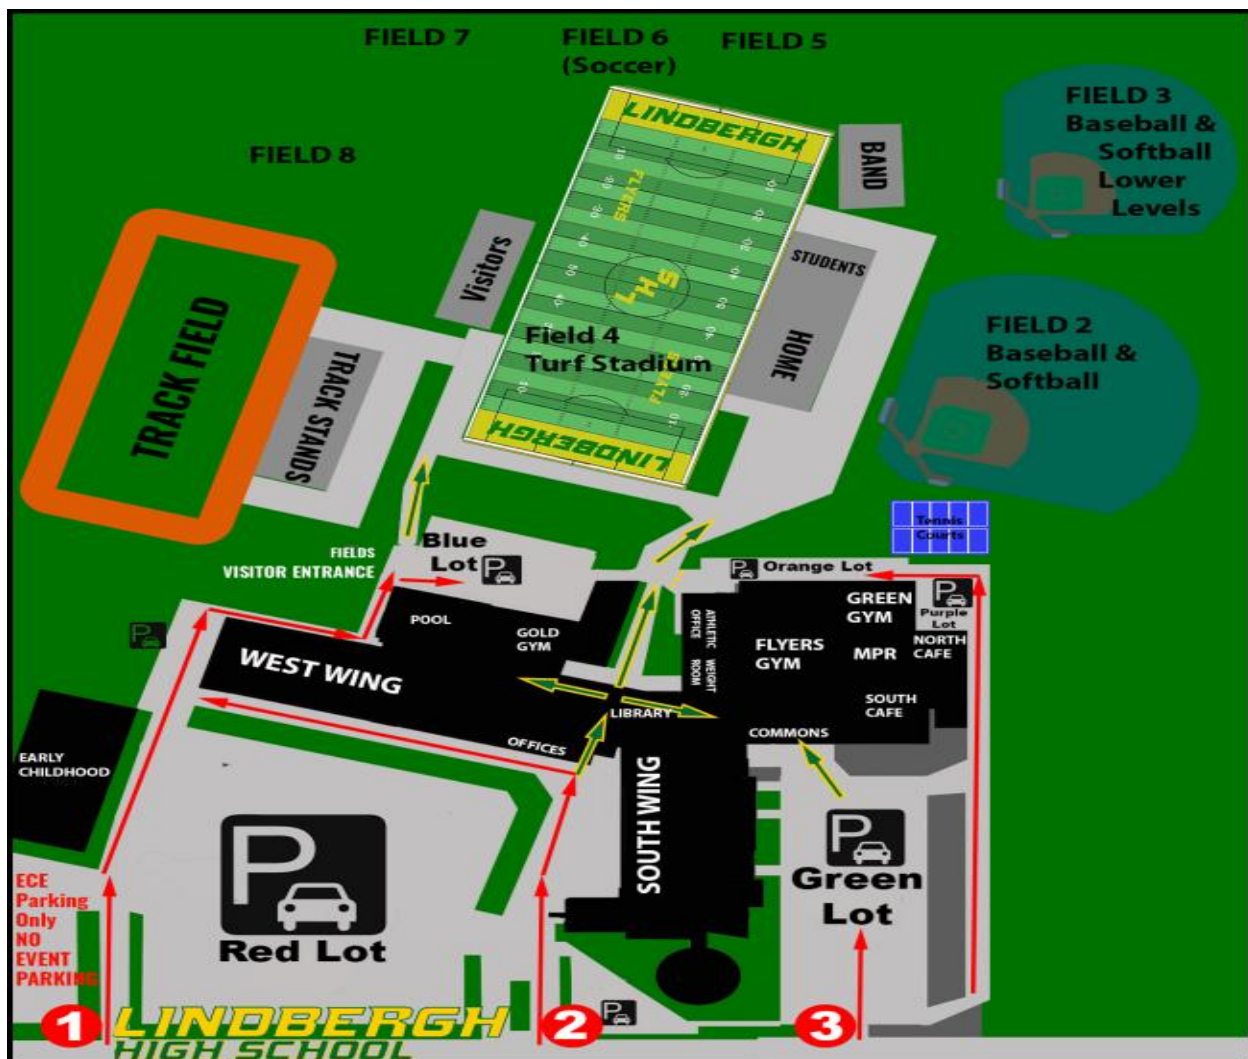 FIELD 7
FIELD 6
(Soccer)
FIELD 5
FIELD 3
Baseball &
Softball
Lower
Levels
FIELD 8
LINDBERGH
BAND
FLYERS
Visitors
STUDENTS
LHS
HOME
Field 4
Turf Stadium
FLYERS
FIELD 2
Baseball &
Softball
TRACK FIELD
TRACK STANDS
LINDBERGH
Tennis
Courts
FIELDS
VISITOR ENTRANCE
Blue
Lot
P
P
Orange Lot
P
Purple
Lot
P
POOL
GOLD
GYM
ATHLETIC
OFFICE
WEIGHT
ROOM
FLYERS
GYM
GREEN
GYM
MPR
NORTH
CAFE
SOUTH
CAFE
WEST WING
LIBRARY
OFFICES
COMMONS
EARLY
CHILDHOOD
SOUTH WING
P
Red Lot
P
Green
Lot
ECE
Parking
Only
NO
EVENT
PARKING
P
1
LINDBERGH
HIGH SCHOOL
2
3